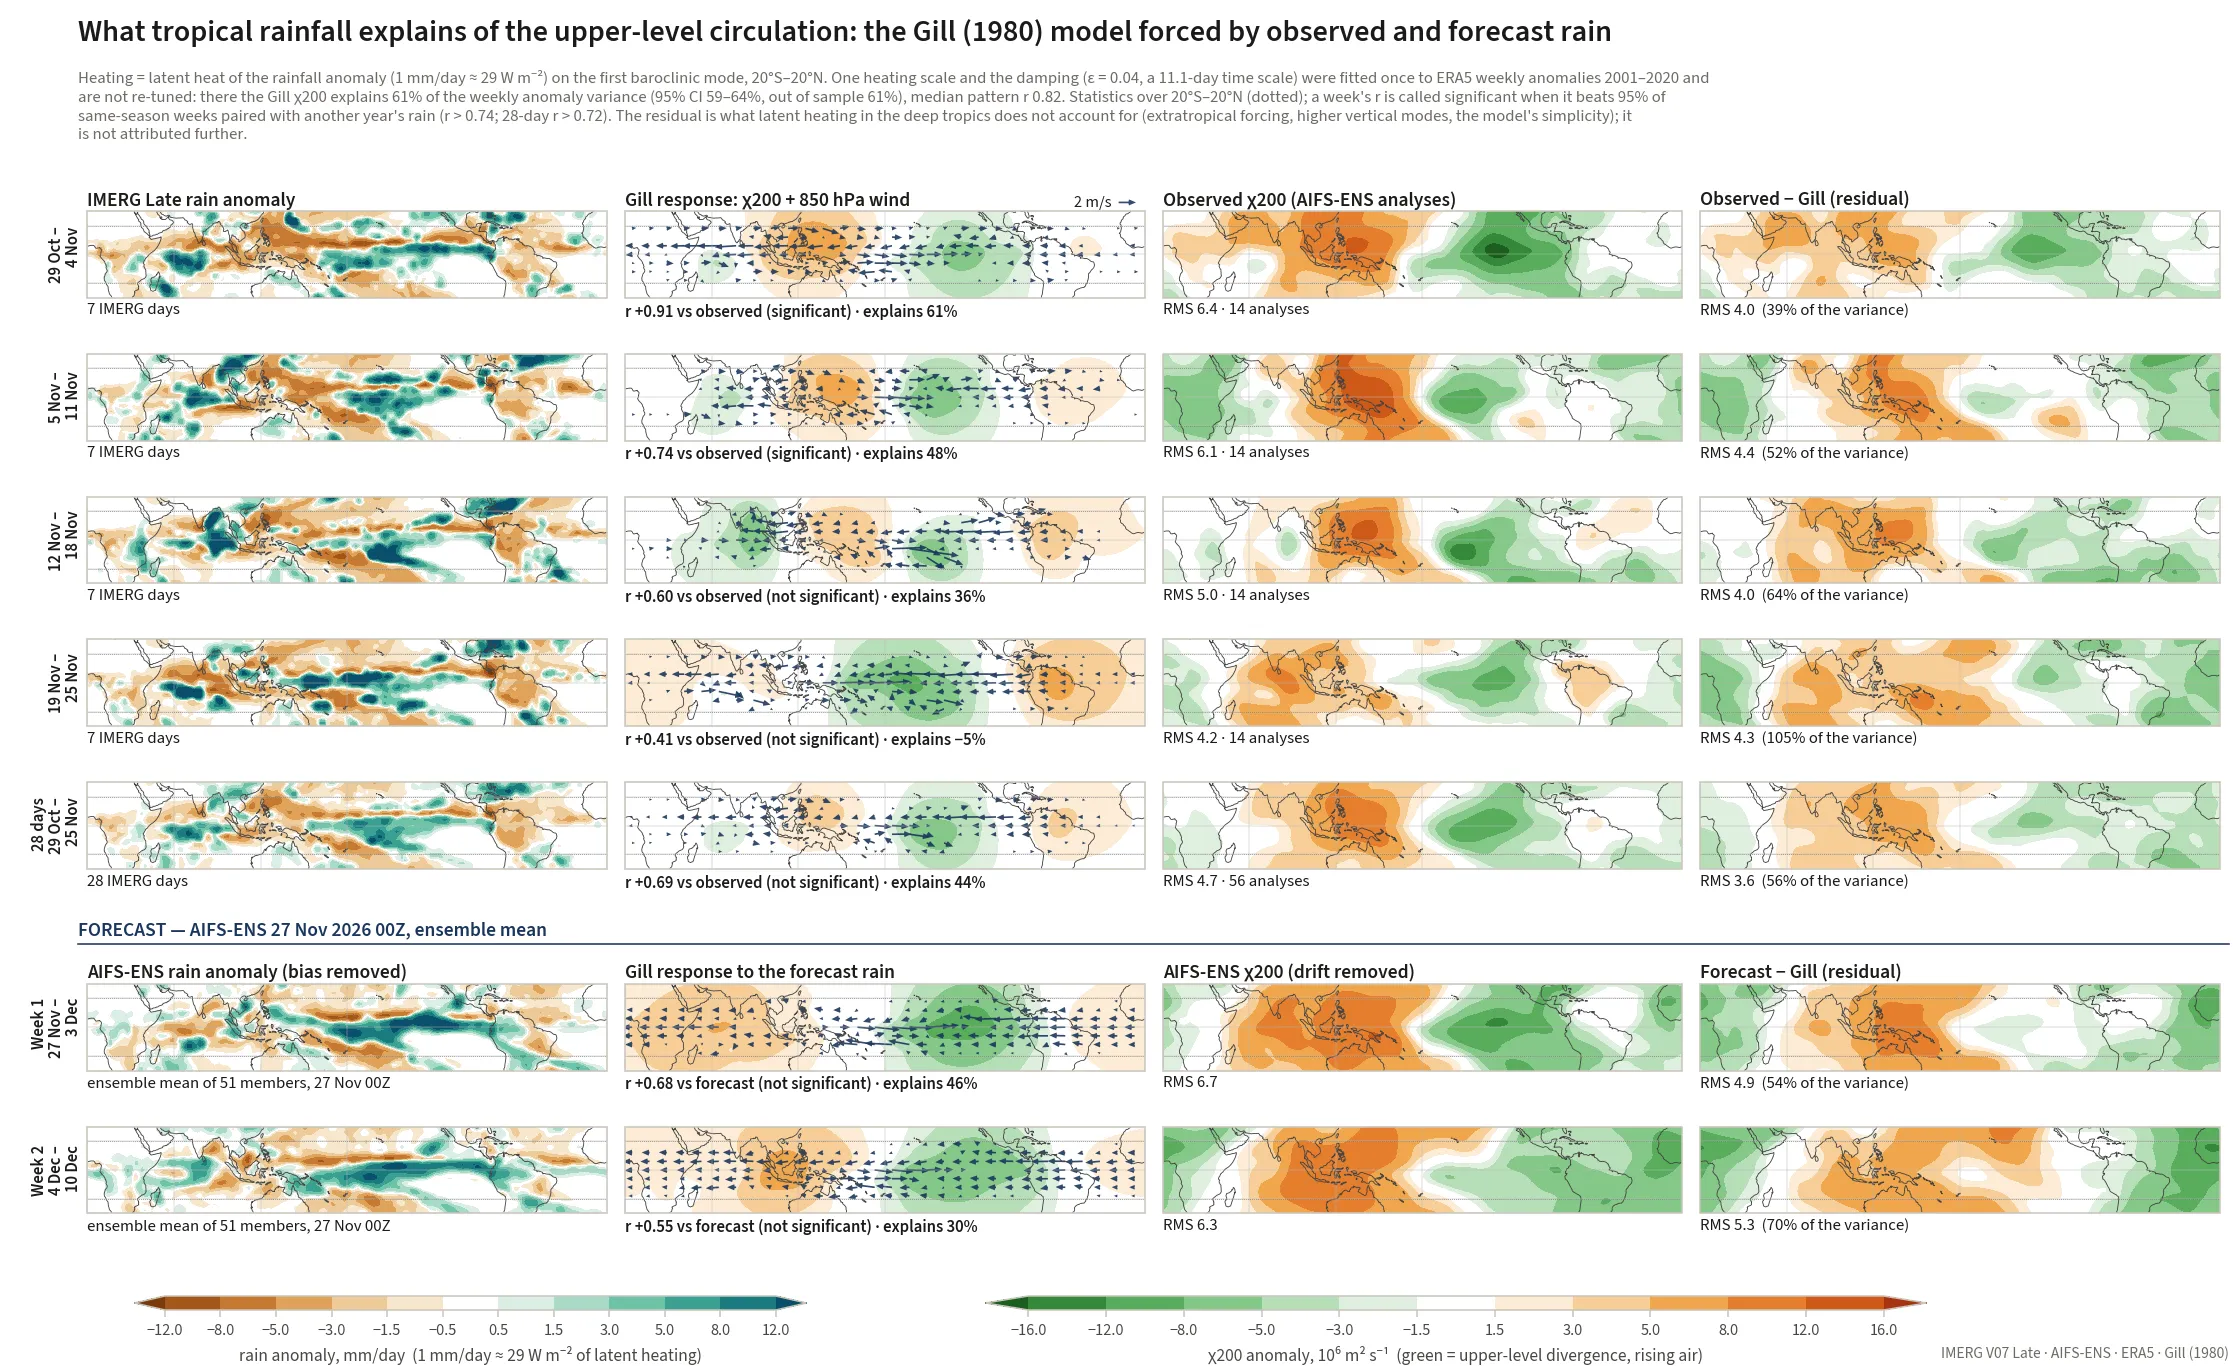 What tropical rainfall explains of the upper-level circulation: the Gill (1980) model forced by observed and forecast rain
Heating = latent heat of the rainfall anomaly (1 mm/day ≈ 29 W m⁻²) on the first baroclinic mode, 20°S–20°N. One heating scale and the damping (ε = 0.04, a 11.1-day time scale) were fitted once to ERA5 weekly anomalies 2001–2020 and
are not re-tuned: there the Gill χ200 explains 61% of the weekly anomaly variance (95% CI 59–64%, out of sample 61%), median pattern r 0.82. Statistics over 20°S–20°N (dotted); a week's r is called significant when it beats 95% of
same-season weeks paired with another year's rain (r > 0.74; 28-day r > 0.72). The residual is what latent heating in the deep tropics does not account for (extratropical forcing, higher vertical modes, the model's simplicity); it
is not attributed further.
IMERG Late rain anomaly
Gill response: χ200 + 850 hPa wind
2 m/s
Observed χ200 (AIFS-ENS analyses)
Observed − Gill (residual)
29 Oct –
4 Nov
7 IMERG days
r +0.91 vs observed (significant) · explains 61%
RMS 6.4 · 14 analyses
RMS 4.0 (39% of the variance)
5 Nov –
11 Nov
7 IMERG days
r +0.74 vs observed (significant) · explains 48%
RMS 6.1 · 14 analyses
RMS 4.4 (52% of the variance)
12 Nov –
18 Nov
7 IMERG days
r +0.60 vs observed (not significant) · explains 36%
RMS 5.0 · 14 analyses
RMS 4.0 (64% of the variance)
19 Nov –
25 Nov
7 IMERG days
r +0.41 vs observed (not significant) · explains −5%
RMS 4.2 · 14 analyses
RMS 4.3 (105% of the variance)
28 days
29 Oct –
25 Nov
28 IMERG days
r +0.69 vs observed (not significant) · explains 44%
RMS 4.7 · 56 analyses
RMS 3.6 (56% of the variance)
FORECAST — AIFS-ENS 27 Nov 2026 00Z, ensemble mean
AIFS-ENS rain anomaly (bias removed)
Gill response to the forecast rain
AIFS-ENS χ200 (drift removed)
Forecast − Gill (residual)
Week 1
27 Nov –
3 Dec
ensemble mean of 51 members, 27 Nov 00Z
r +0.68 vs forecast (not significant) · explains 46%
RMS 6.7
RMS 4.9 (54% of the variance)
Week 2
4 Dec –
10 Dec
ensemble mean of 51 members, 27 Nov 00Z
r +0.55 vs forecast (not significant) · explains 30%
RMS 6.3
RMS 5.3 (70% of the variance)
−12.0 −8.0 −5.0 −3.0 −1.5 −0.5 0.5 1.5 3.0 5.0 8.0 12.0
rain anomaly, mm/day (1 mm/day ≈ 29 W m⁻² of latent heating)
−16.0 −12.0 −8.0 −5.0 −3.0 −1.5 1.5 3.0 5.0 8.0 12.0 16.0
χ200 anomaly, 10⁶ m² s⁻¹ (green = upper-level divergence, rising air)
IMERG V07 Late · AIFS-ENS · ERA5 · Gill (1980)